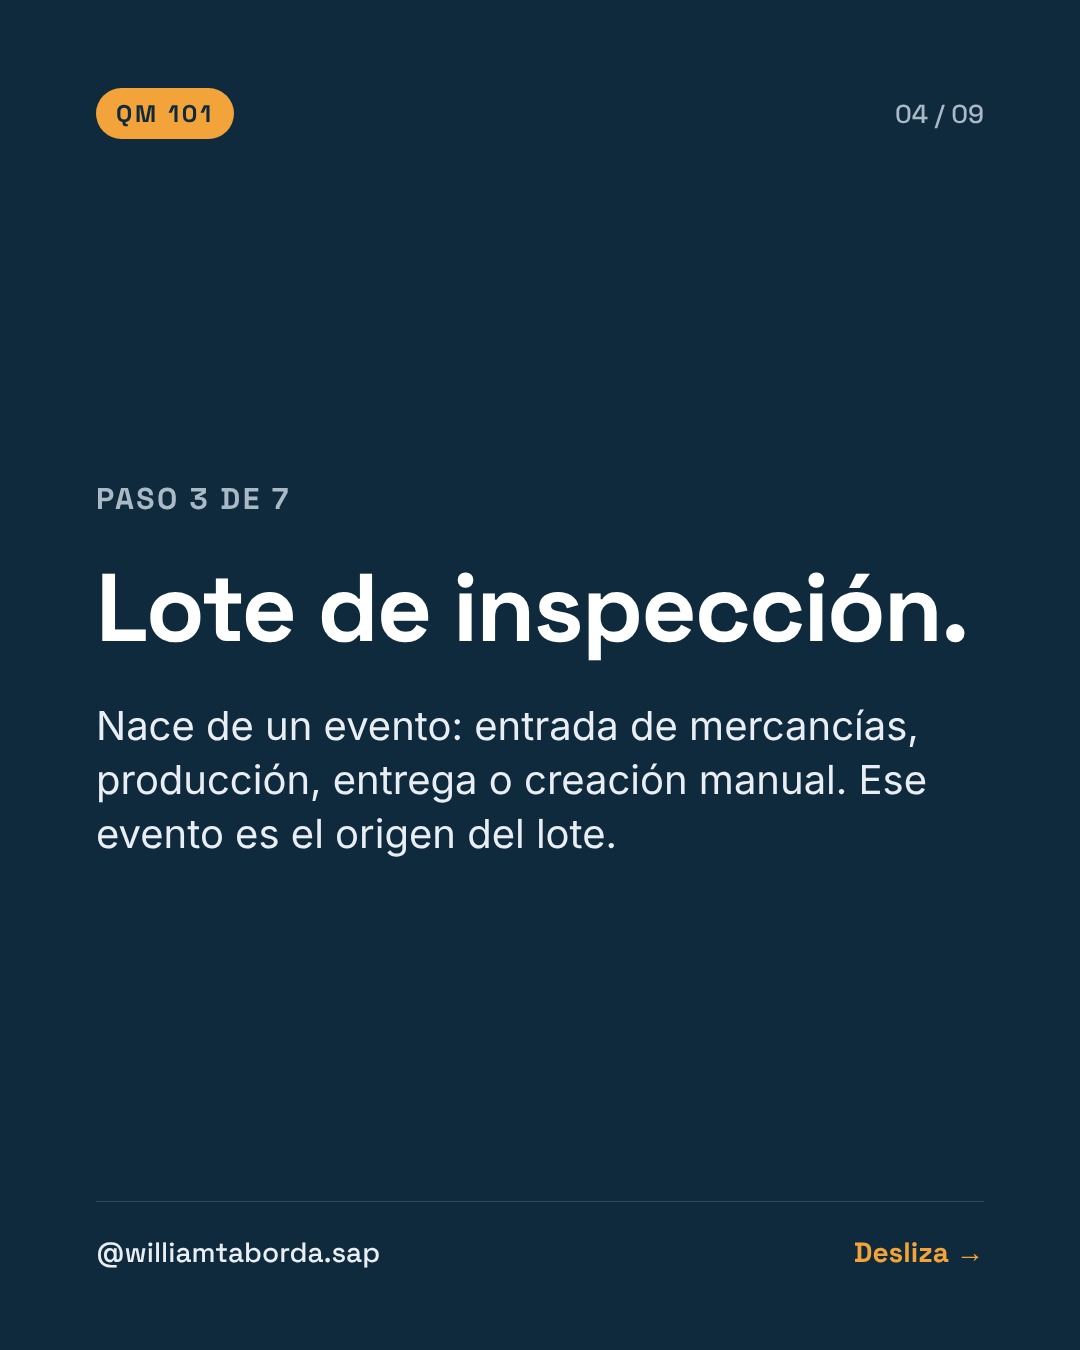 QM 101
04 / 09
PASO 3 DE 7
Lote de inspección.
Nace de un evento: entrada de mercancías,
producción, entrega o creación manual. Ese
evento es el origen del lote.
@williamtaborda.sap
Desliza →